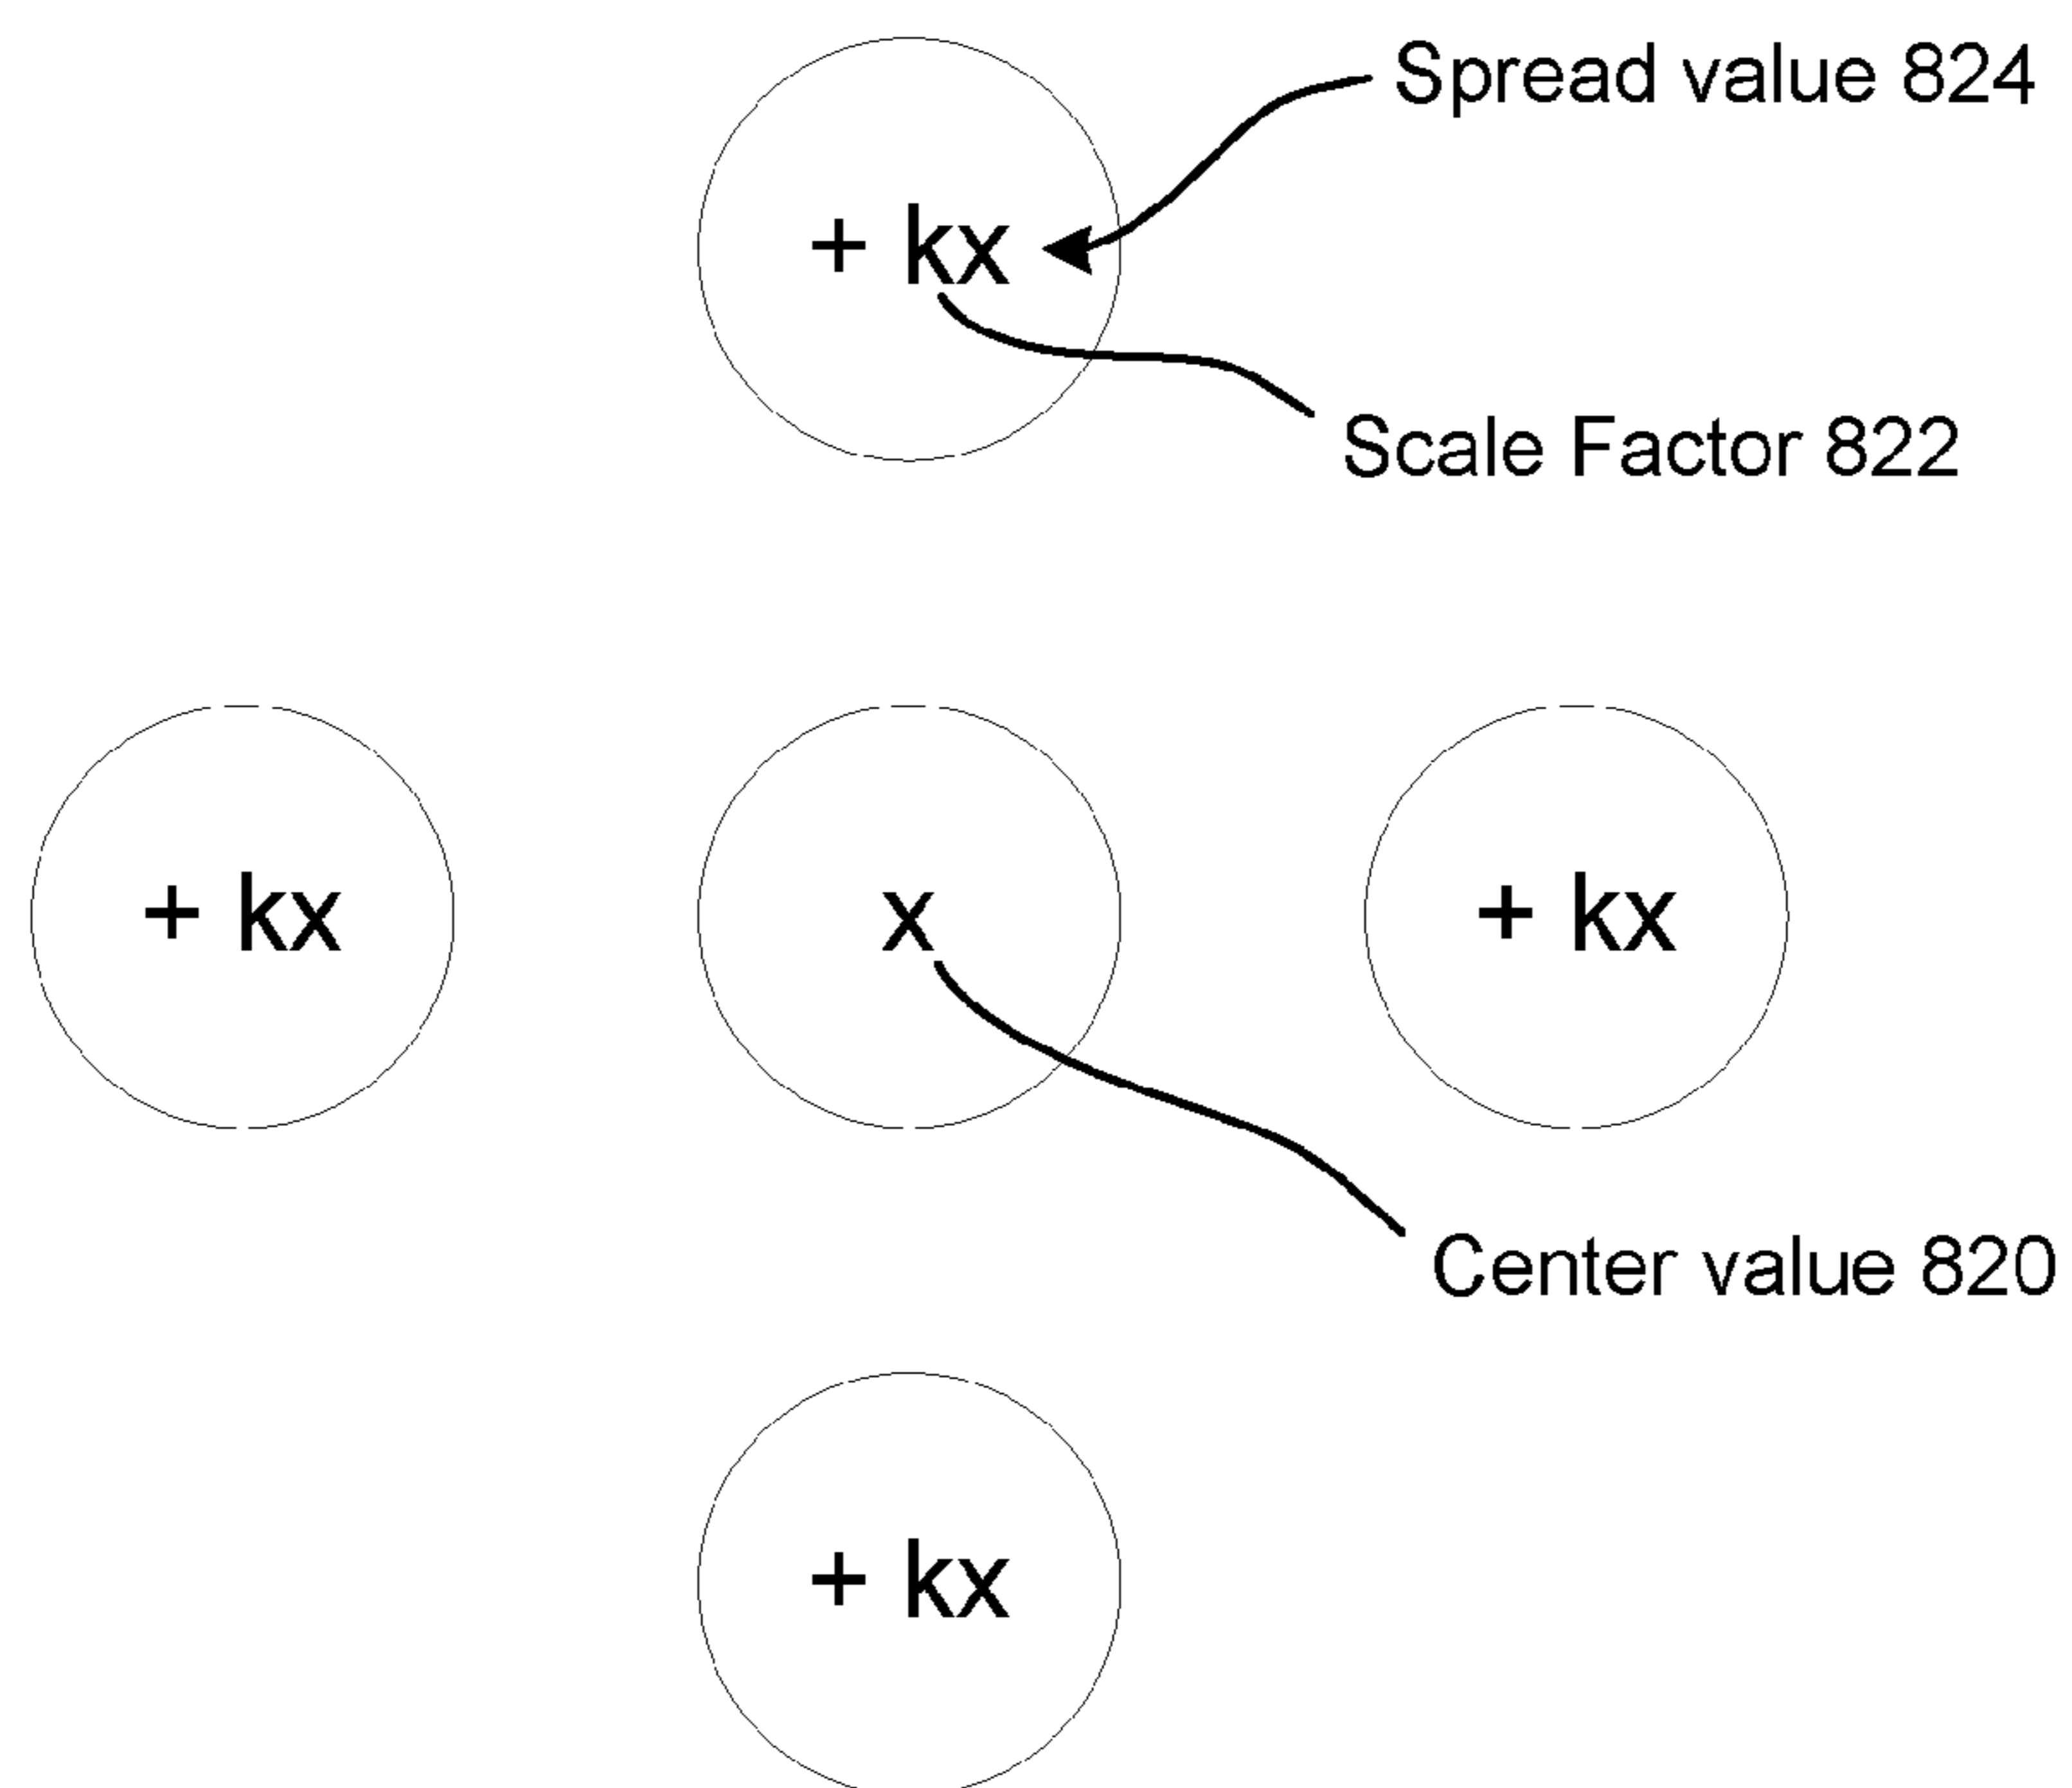 Spread value 824
+ kx
Scale Factor 822
+ kx
x
+ kx
Center value 820
+ kx